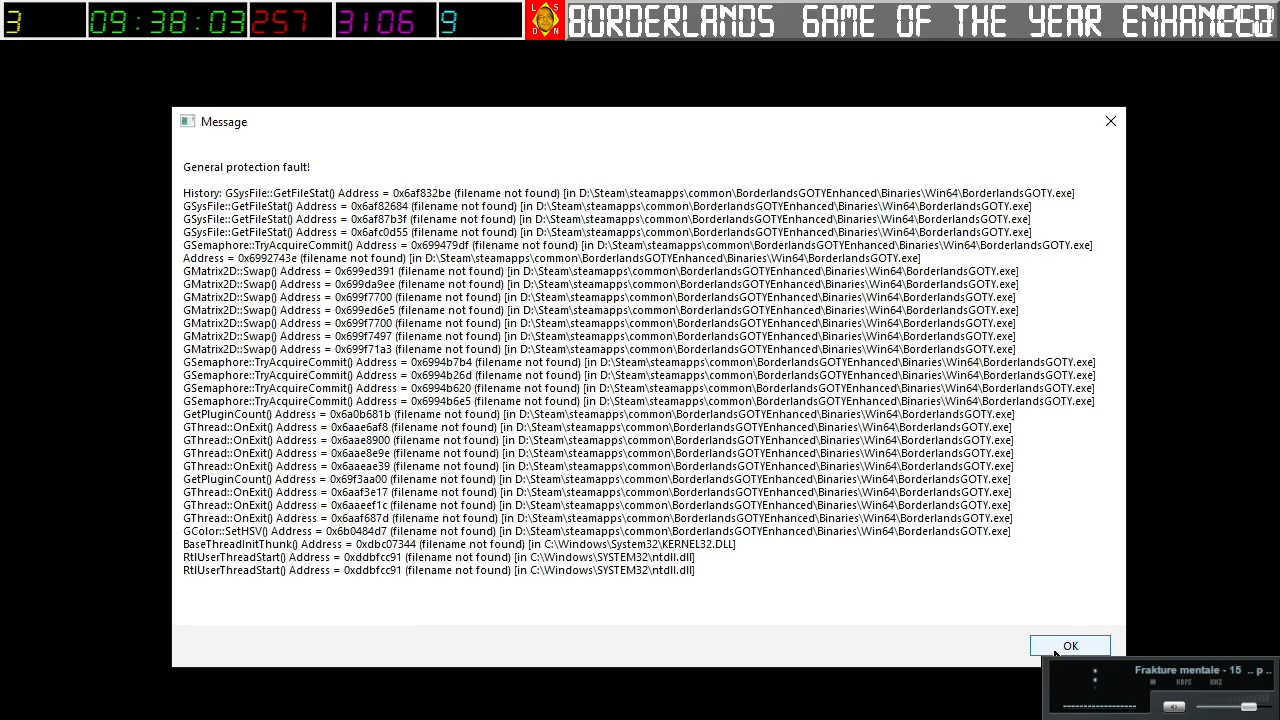 3 09:38:03 257 3106 9 BORDERLANDS GAME OF THE YEAR ENHANCED
Message
General protection fault!
History: GSysFile::GetFileStat() Address = 0x6af832be (filename not found) [in D:\Steam\steamapps\common\BorderlandsGOTYEnhanced\Binaries\Win64\BorderlandsGOTY.exe]
GSysFile::GetFileStat() Address = 0x6af82684 (filename not found) [in D:\Steam\steamapps\common\BorderlandsGOTYEnhanced\Binaries\Win64\BorderlandsGOTY.exe]
GSysFile::GetFileStat() Address = 0x6af87b3f (filename not found) [in D:\Steam\steamapps\common\BorderlandsGOTYEnhanced\Binaries\Win64\BorderlandsGOTY.exe]
GSysFile::GetFileStat() Address = 0x6afc0d55 (filename not found) [in D:\Steam\steamapps\common\BorderlandsGOTYEnhanced\Binaries\Win64\BorderlandsGOTY.exe]
GSemaphore::TryAcquireCommit() Address = 0x699479df (filename not found) [in D:\Steam\steamapps\common\BorderlandsGOTYEnhanced\Binaries\Win64\BorderlandsGOTY.exe]
Address = 0x6992743e (filename not found) [in D:\Steam\steamapps\common\BorderlandsGOTYEnhanced\Binaries\Win64\BorderlandsGOTY.exe]
GMatrix2D::Swap() Address = 0x699ed391 (filename not found) [in D:\Steam\steamapps\common\BorderlandsGOTYEnhanced\Binaries\Win64\BorderlandsGOTY.exe]
GMatrix2D::Swap() Address = 0x699da9ee (filename not found) [in D:\Steam\steamapps\common\BorderlandsGOTYEnhanced\Binaries\Win64\BorderlandsGOTY.exe]
GMatrix2D::Swap() Address = 0x699f7700 (filename not found) [in D:\Steam\steamapps\common\BorderlandsGOTYEnhanced\Binaries\Win64\BorderlandsGOTY.exe]
GMatrix2D::Swap() Address = 0x699ed6e5 (filename not found) [in D:\Steam\steamapps\common\BorderlandsGOTYEnhanced\Binaries\Win64\BorderlandsGOTY.exe]
GMatrix2D::Swap() Address = 0x699f7700 (filename not found) [in D:\Steam\steamapps\common\BorderlandsGOTYEnhanced\Binaries\Win64\BorderlandsGOTY.exe]
GMatrix2D::Swap() Address = 0x699f7497 (filename not found) [in D:\Steam\steamapps\common\BorderlandsGOTYEnhanced\Binaries\Win64\BorderlandsGOTY.exe]
GMatrix2D::Swap() Address = 0x699f71a3 (filename not found) [in D:\Steam\steamapps\common\BorderlandsGOTYEnhanced\Binaries\Win64\BorderlandsGOTY.exe]
GSemaphore::TryAcquireCommit() Address = 0x6994b7b4 (filename not found) [in D:\Steam\steamapps\common\BorderlandsGOTYEnhanced\Binaries\Win64\BorderlandsGOTY.exe]
GSemaphore::TryAcquireCommit() Address = 0x6994b26d (filename not found) [in D:\Steam\steamapps\common\BorderlandsGOTYEnhanced\Binaries\Win64\BorderlandsGOTY.exe]
GSemaphore::TryAcquireCommit() Address = 0x6994b620 (filename not found) [in D:\Steam\steamapps\common\BorderlandsGOTYEnhanced\Binaries\Win64\BorderlandsGOTY.exe]
GSemaphore::TryAcquireCommit() Address = 0x6994b6e5 (filename not found) [in D:\Steam\steamapps\common\BorderlandsGOTYEnhanced\Binaries\Win64\BorderlandsGOTY.exe]
GetPluginCount() Address = 0x6a0b681b (filename not found) [in D:\Steam\steamapps\common\BorderlandsGOTYEnhanced\Binaries\Win64\BorderlandsGOTY.exe]
GThread::OnExit() Address = 0x6aae6af8 (filename not found) [in D:\Steam\steamapps\common\BorderlandsGOTYEnhanced\Binaries\Win64\BorderlandsGOTY.exe]
GThread::OnExit() Address = 0x6aae8900 (filename not found) [in D:\Steam\steamapps\common\BorderlandsGOTYEnhanced\Binaries\Win64\BorderlandsGOTY.exe]
GThread::OnExit() Address = 0x6aae8e9e (filename not found) [in D:\Steam\steamapps\common\BorderlandsGOTYEnhanced\Binaries\Win64\BorderlandsGOTY.exe]
GThread::OnExit() Address = 0x6aaeae39 (filename not found) [in D:\Steam\steamapps\common\BorderlandsGOTYEnhanced\Binaries\Win64\BorderlandsGOTY.exe]
GetPluginCount() Address = 0x69f3aa00 (filename not found) [in D:\Steam\steamapps\common\BorderlandsGOTYEnhanced\Binaries\Win64\BorderlandsGOTY.exe]
GThread::OnExit() Address = 0x6aaf3e17 (filename not found) [in D:\Steam\steamapps\common\BorderlandsGOTYEnhanced\Binaries\Win64\BorderlandsGOTY.exe]
GThread::OnExit() Address = 0x6aaeef1c (filename not found) [in D:\Steam\steamapps\common\BorderlandsGOTYEnhanced\Binaries\Win64\BorderlandsGOTY.exe]
GThread::OnExit() Address = 0x6aaf687d (filename not found) [in D:\Steam\steamapps\common\BorderlandsGOTYEnhanced\Binaries\Win64\BorderlandsGOTY.exe]
GColor::SetHSV() Address = 0x6b0484d7 (filename not found) [in D:\Steam\steamapps\common\BorderlandsGOTYEnhanced\Binaries\Win64\BorderlandsGOTY.exe]
BaseThreadInitThunk() Address = 0xdbc07344 (filename not found) [in C:\Windows\System32\KERNEL32.DLL]
RtlUserThreadStart() Address = 0xddbfcc91 (filename not found) [in C:\Windows\SYSTEM32\ntdll.dll]
RtlUserThreadStart() Address = 0xddbfcc91 (filename not found) [in C:\Windows\SYSTEM32\ntdll.dll]
OK
Frakture mentale - 15 .. p ..
KBPS KHZ